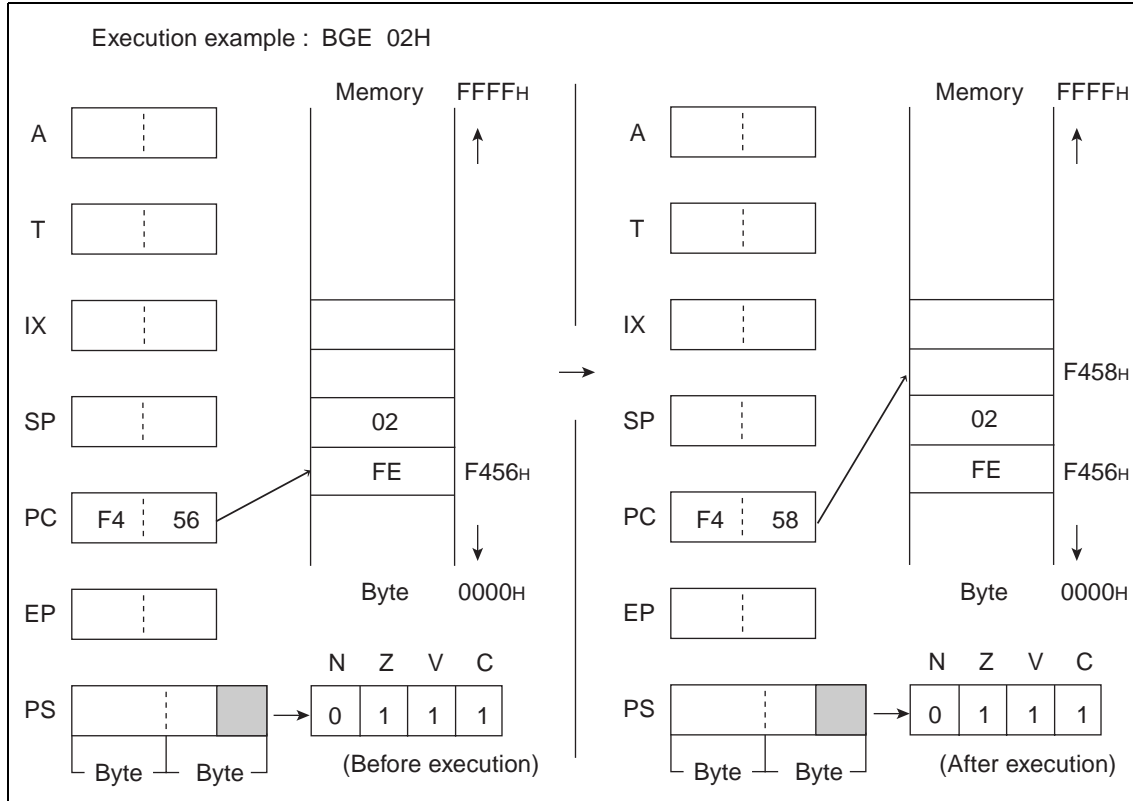 Execution example : BGE 02H
Memory FFFFH
A
T
IX
SP 02
FE F456H
PC F4 56
Byte 0000H
EP
N Z V C
PS 0 1 1 1
Byte Byte (Before execution)
Memory FFFFH
A
T
IX
F458H
SP 02
FE F456H
PC F4 58
Byte 0000H
EP
N Z V C
PS 0 1 1 1
Byte Byte (After execution)